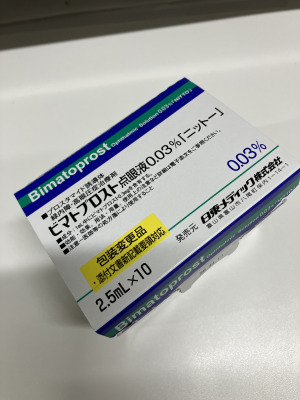 Bimatoprost Ophthalmic Solution 0.03%「NITTO」
プロスタマイド誘導体
緑内障・高眼圧症治療剤
ビマトプロスト点眼液0.03%「ニットー」
0.03%
包装変更品
・添付文書新記載要領対応
2.5mL×10
発売元
日東メディック株式会社
Bimatoprost